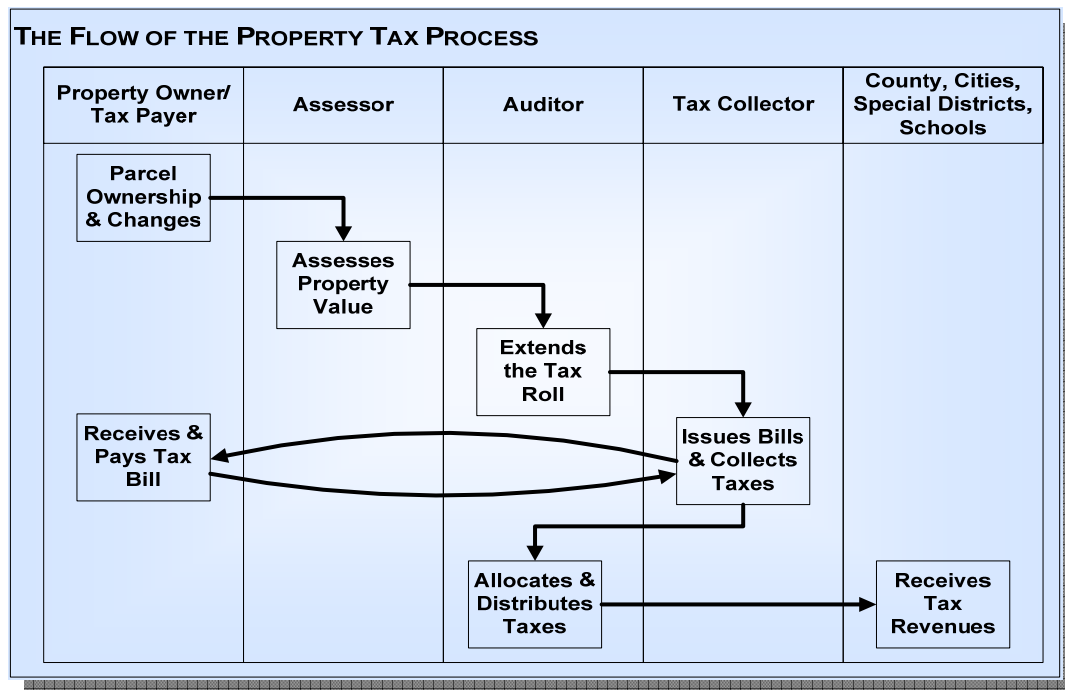 THE FLOW OF THE PROPERTY TAX PROCESS
Property Owner/
Tax Payer
Assessor
Auditor
Tax Collector
County, Cities,
Special Districts,
Schools
Parcel
Ownership
& Changes
Assesses
Property
Value
Extends
the Tax
Roll
Receives &
Pays Tax
Bill
Issues Bills
& Collects
Taxes
Allocates &
Distributes
Taxes
Receives
Tax
Revenues